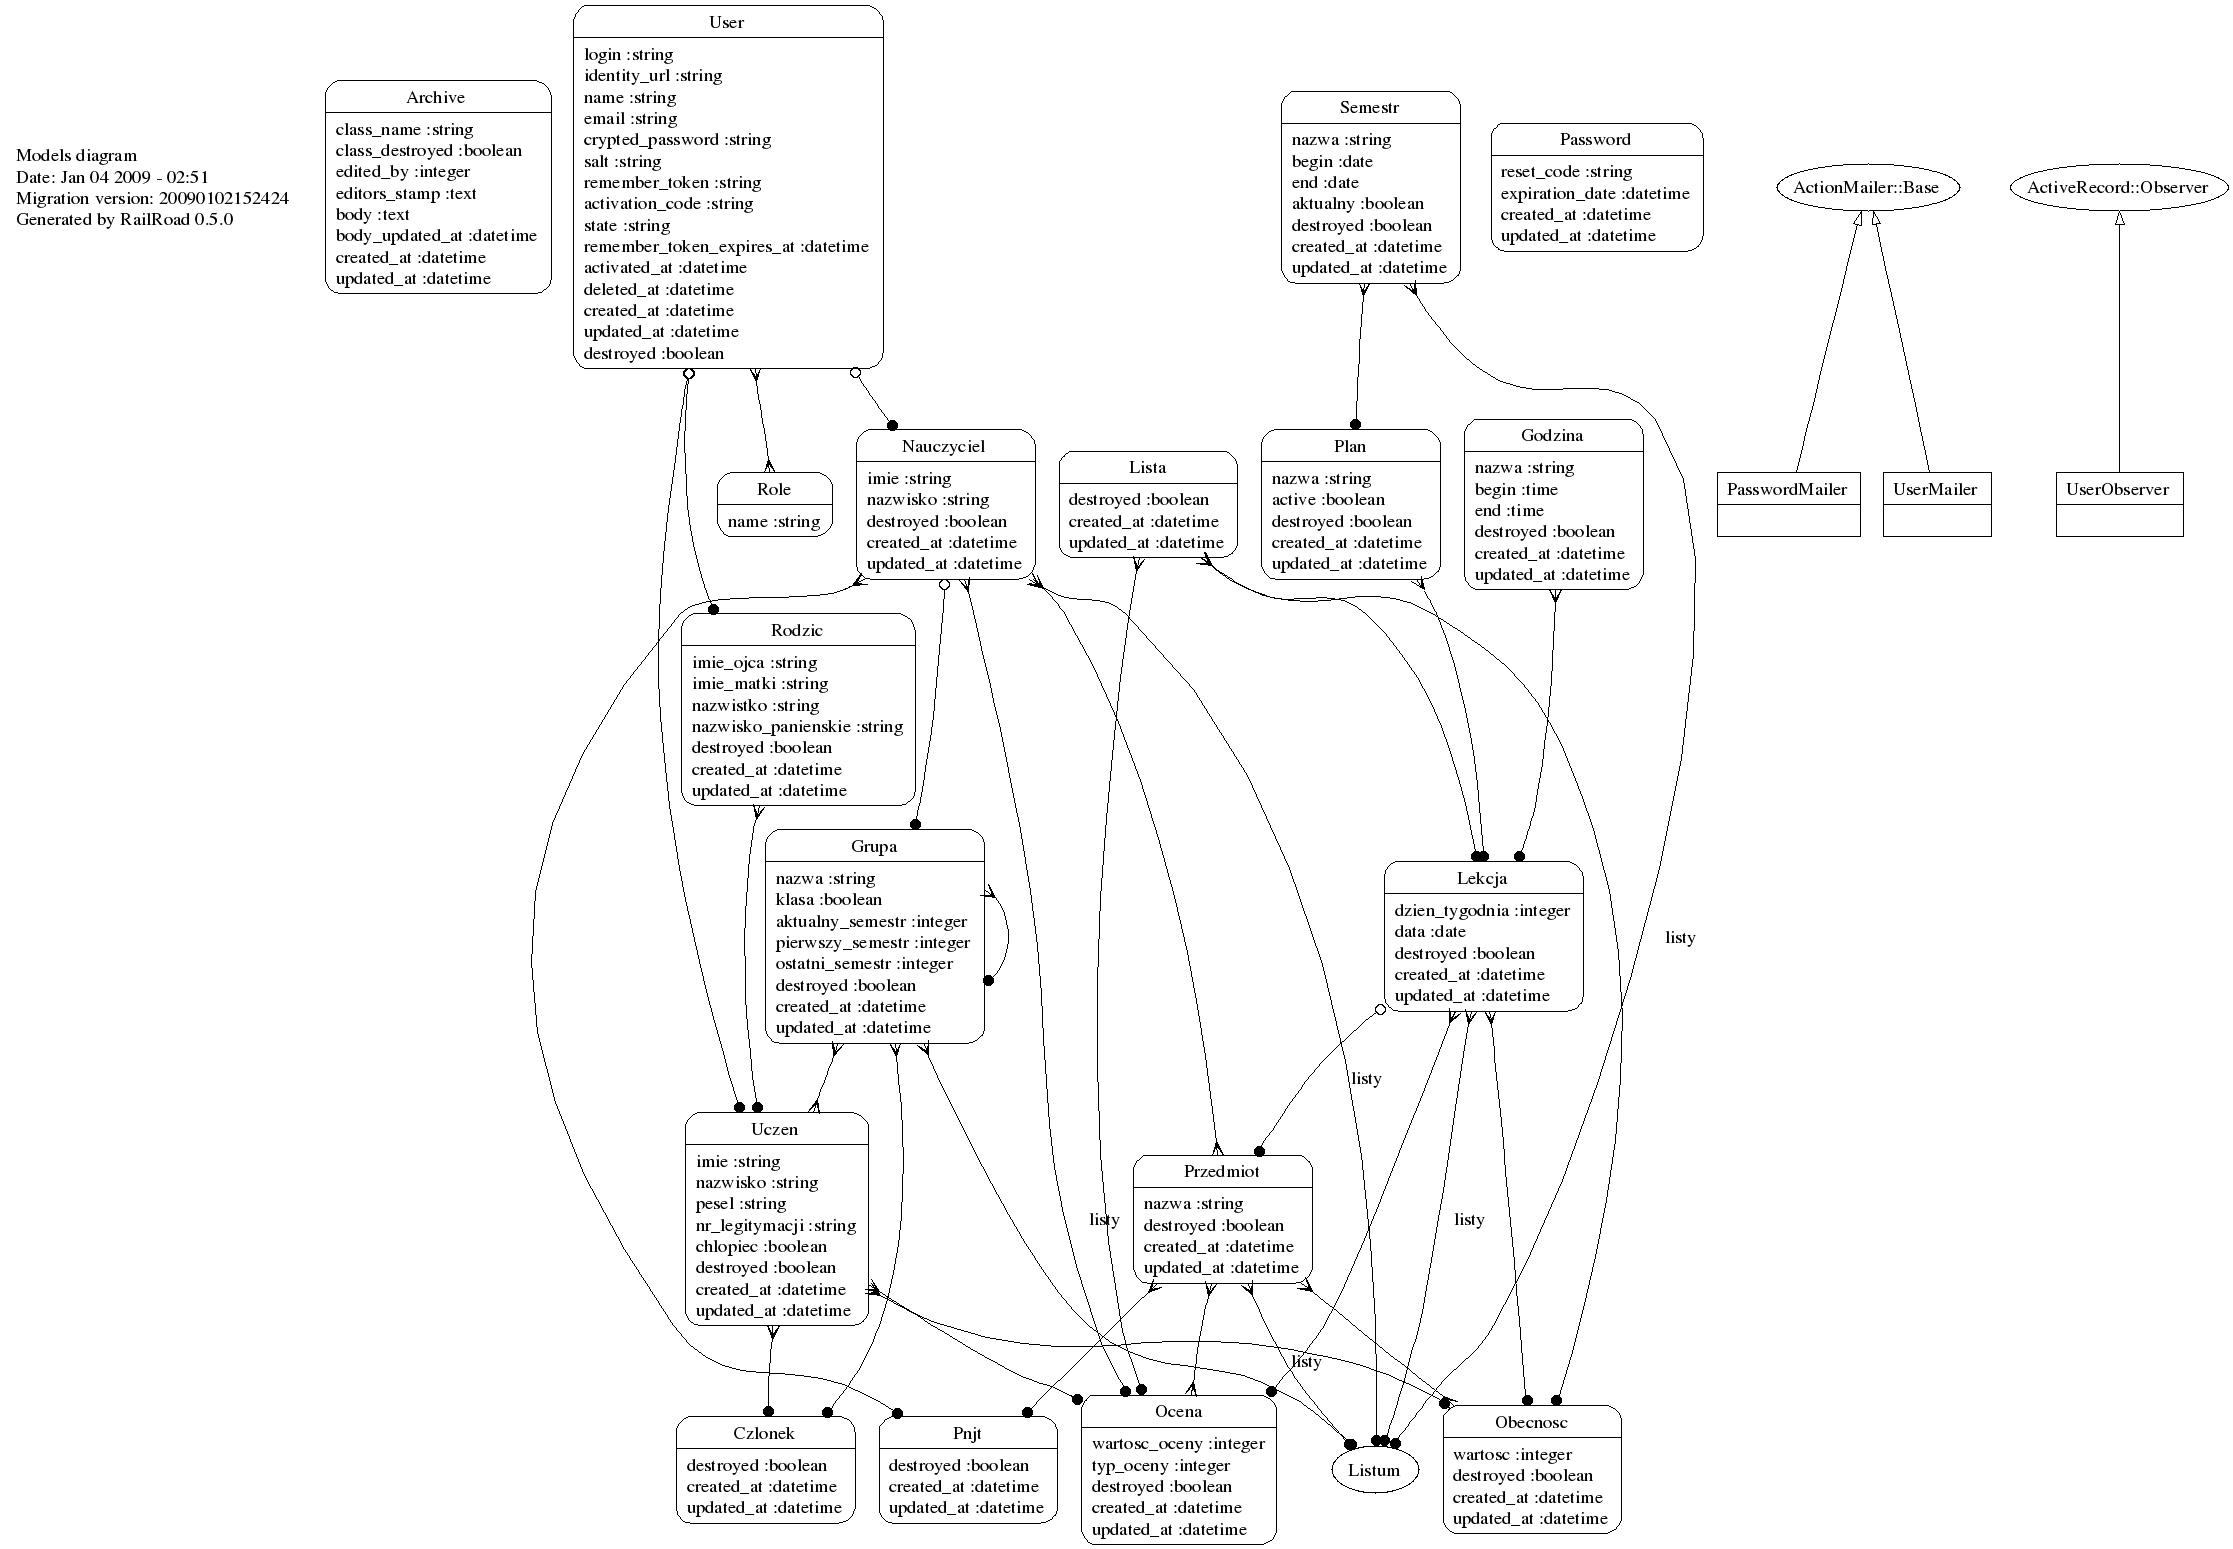 Models diagram
Date: Jan 04 2009 - 02:51
Migration version: 20090102152424
Generated by RailRoad 0.5.0
Archive
class_name :string
class_destroyed :boolean
edited_by :integer
editors_stamp :text
body :text
body_updated_at :datetime
created_at :datetime
updated_at :datetime
User
login :string
identity_url :string
name :string
email :string
crypted_password :string
salt :string
remember_token :string
activation_code :string
state :string
remember_token_expires_at :datetime
activated_at :datetime
deleted_at :datetime
created_at :datetime
updated_at :datetime
destroyed :boolean
Semestr
nazwa :string
begin :date
end :date
aktualny :boolean
destroyed :boolean
created_at :datetime
updated_at :datetime
Password
reset_code :string
expiration_date :datetime
created_at :datetime
updated_at :datetime
ActionMailer::Base
ActiveRecord::Observer
Role
name :string
Nauczyciel
imie :string
nazwisko :string
destroyed :boolean
created_at :datetime
updated_at :datetime
Lista
destroyed :boolean
created_at :datetime
updated_at :datetime
Plan
nazwa :string
active :boolean
destroyed :boolean
created_at :datetime
updated_at :datetime
Godzina
nazwa :string
begin :time
end :time
destroyed :boolean
created_at :datetime
updated_at :datetime
PasswordMailer
UserMailer
UserObserver
Rodzic
imie_ojca :string
imie_matki :string
nazwistko :string
nazwisko_panienskie :string
destroyed :boolean
created_at :datetime
updated_at :datetime
Grupa
nazwa :string
klasa :boolean
aktualny_semestr :integer
pierwszy_semestr :integer
ostatni_semestr :integer
destroyed :boolean
created_at :datetime
updated_at :datetime
Lekcja
dzien_tygodnia :integer
data :date
destroyed :boolean
created_at :datetime
updated_at :datetime
listy
listy
Uczen
imie :string
nazwisko :string
pesel :string
nr_legitymacji :string
chlopiec :boolean
destroyed :boolean
created_at :datetime
updated_at :datetime
listy
Przedmiot
nazwa :string
destroyed :boolean
created_at :datetime
updated_at :datetime
listy
listy
Czlonek
destroyed :boolean
created_at :datetime
updated_at :datetime
Pnjt
destroyed :boolean
created_at :datetime
updated_at :datetime
Ocena
wartosc_oceny :integer
typ_oceny :integer
destroyed :boolean
created_at :datetime
updated_at :datetime
Listum
Obecnosc
wartosc :integer
destroyed :boolean
created_at :datetime
updated_at :datetime